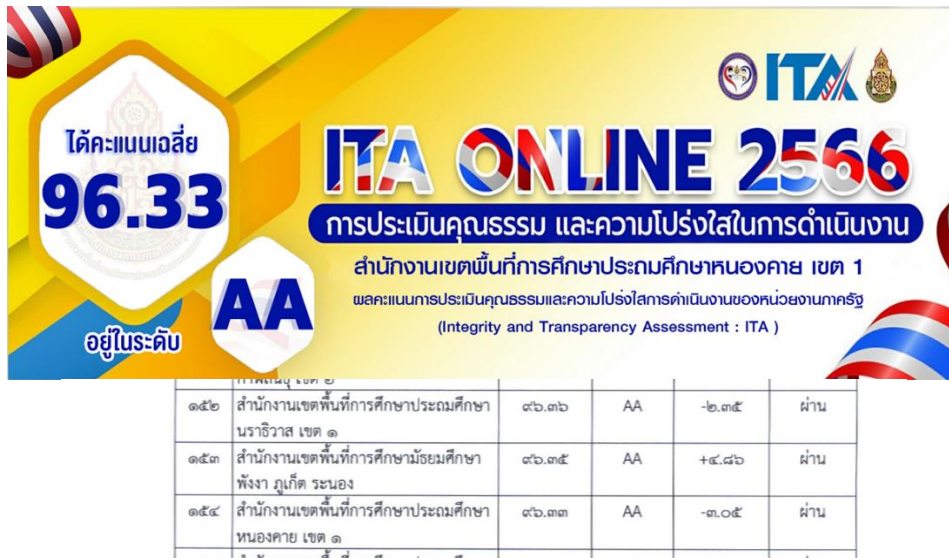 ITA
ได้คะแนนเฉลี่ย
96.33
AA
อยู่ในระดับ
ITA ONLINE 2566
การประเมินคุณธรรม และความโปร่งใสในการดำเนินงาน
สำนักงานเขตพื้นที่การศึกษาประถมศึกษาหนองคาย เขต 1
ผลคะแนนการประเมินคุณธรรมและความโปร่งใสการดำเนินงานของหน่วยงานภาครัฐ
(Integrity and Transparency Assessment : ITA )
๑๕๒ สำนักงานเขตพื้นที่การศึกษาประถมศึกษา ๙๖.๓๖ AA -๒.๓๕ ผ่าน
นราธิวาส เขต ๑
๑๕๓ สำนักงานเขตพื้นที่การศึกษามัธยมศึกษา ๙๖.๓๕ AA +๔.๘๖ ผ่าน
พังงา ภูเก็ต ระนอง
๑๕๔ สำนักงานเขตพื้นที่การศึกษาประถมศึกษา ๙๖.๓๓ AA -๓.๐๕ ผ่าน
หนองคาย เขต ๑